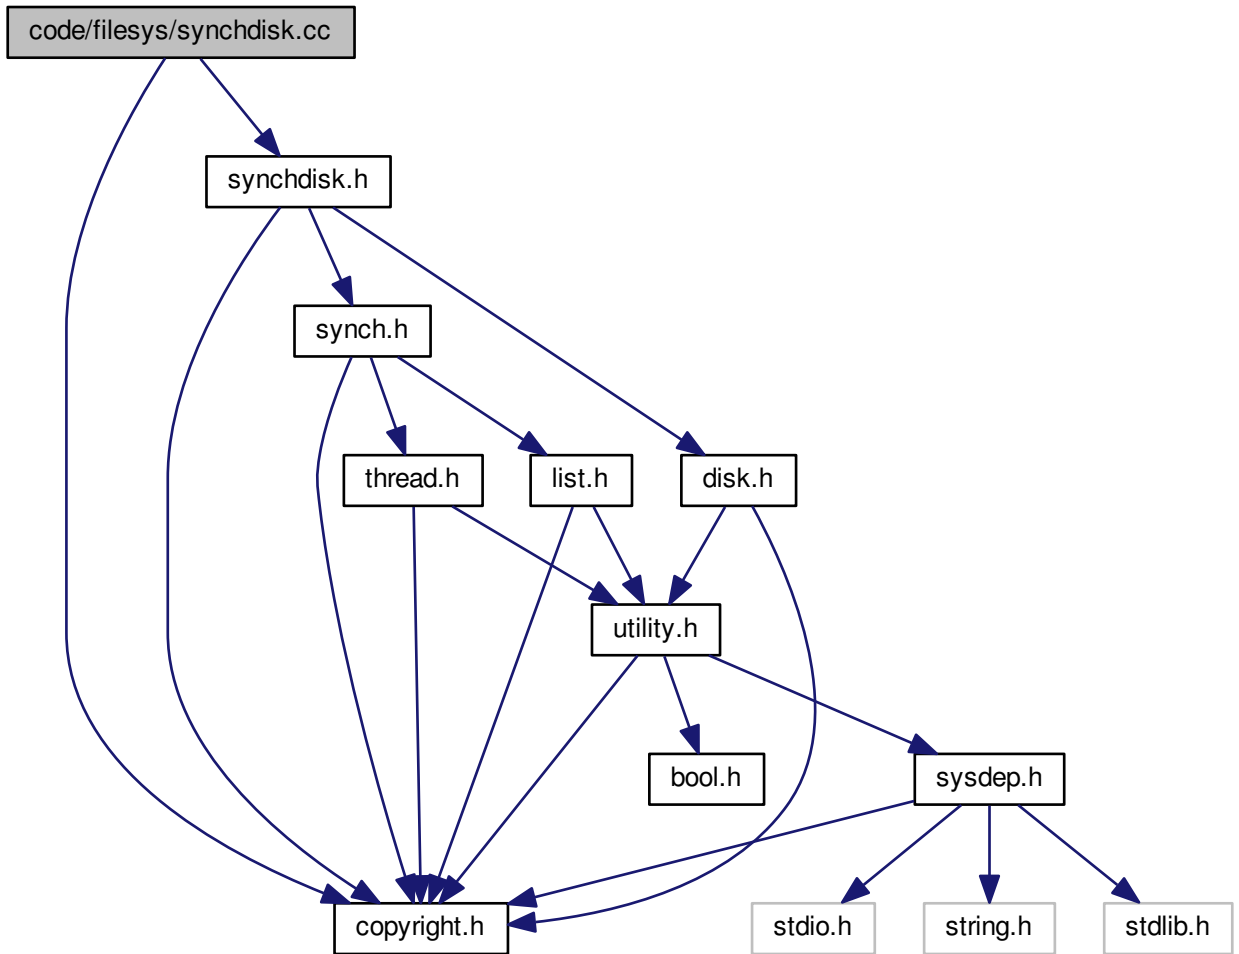 code/filesys/synchdisk.cc
synchdisk.h
synch.h
thread.h
list.h
disk.h
utility.h
bool.h
sysdep.h
copyright.h
stdio.h
string.h
stdlib.h